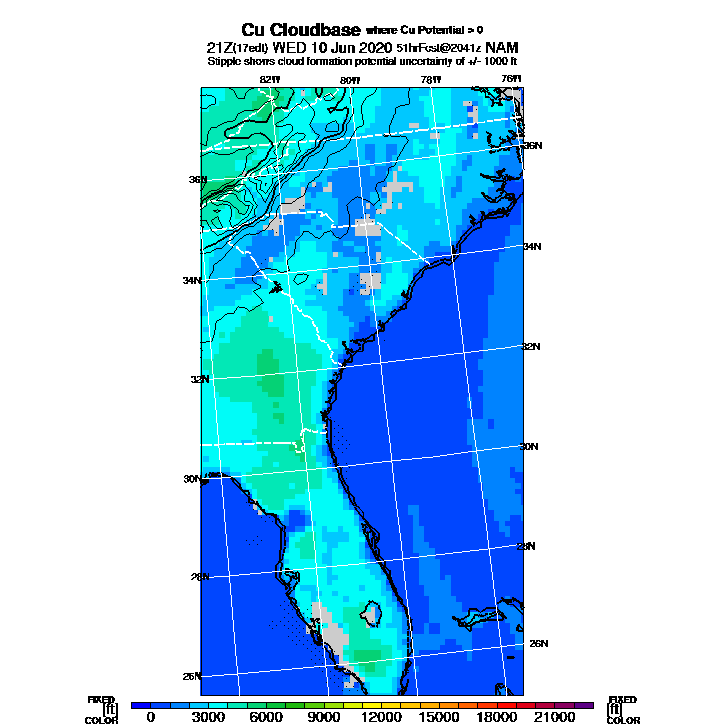 Cu Cloudbase where Cu Potential > 0
21Z(17edt) WED 10 Jun 2020 51hrFcst@2041z NAM
Stipple shows cloud formation potential uncertainty of +/- 1000 ft
82W 80W 78W 76W
36N
36N
34N
34N
32N
32N
30N
30N
28N
28N
26N
26N
FIXED FIXED
[ft] [ft]
COLOR COLOR
0 3000 6000 9000 12000 15000 18000 21000